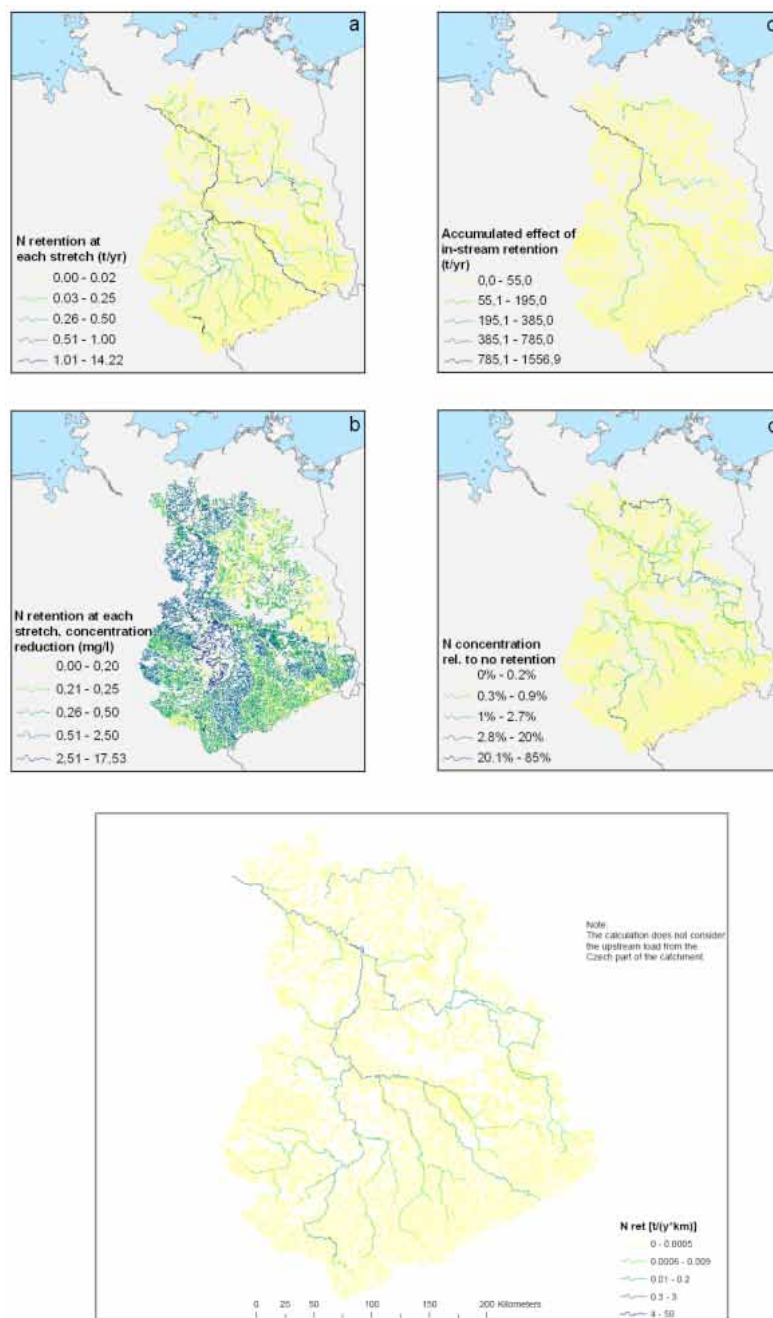 a
N retention at
each stretch (t/yr)
0.00 - 0.02
0.03 - 0.25
0.26 - 0.50
0.51 - 1.00
1.01 - 14.22
c
Accumulated effect of
in-stream retention
(t/yr)
0,0 - 55,0
55,1 - 195,0
195,1 - 385,0
385,1 - 785,0
785,1 - 1556,9
b
N retention at each
stretch, concentration
reduction (mg/l)
0,00 - 0,20
0,21 - 0,25
0,26 - 0,50
0,51 - 2,50
2,51 - 17,53
N concentration
rel. to no retention
0% - 0.2%
0.3% - 0.9%
1% - 2.7%
2.8% - 20%
20.1% - 85%
Note:
The calculation does not consider
the upstream load from the
Czech part of the catchment
N ret [t/(y*km)]
0 - 0.0005
0.0006 - 0.009
0.01 - 0.2
0.3 - 3
4 - 50
0 25 50 100 150 200 Kilometers